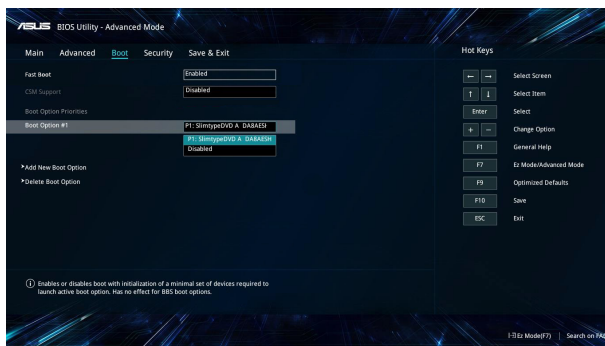 ASUS BIOS Utility - Advanced Mode
Main Advanced Boot Security Save & Exit
Fast Boot Enabled
CSM Support Disabled
Boot Option Priorities
Boot Option #1 P1: SlimtypeDVD A DA8AESH
P1: SlimtypeDVD A DA8AESH
Disabled
Add New Boot Option
Delete Boot Option
Enables or disables boot with initialization of a minimal set of devices required to
launch active boot option. Has no effect for BBS boot options.
Hot Keys
← → Select Screen
↑ ↓ Select Item
Enter Select
+ − Change Option
F1 General Help
F7 Ez Mode/Advanced Mode
F9 Optimized Defaults
F10 Save
ESC Exit
Ez Mode(F7) | Search on FAQ